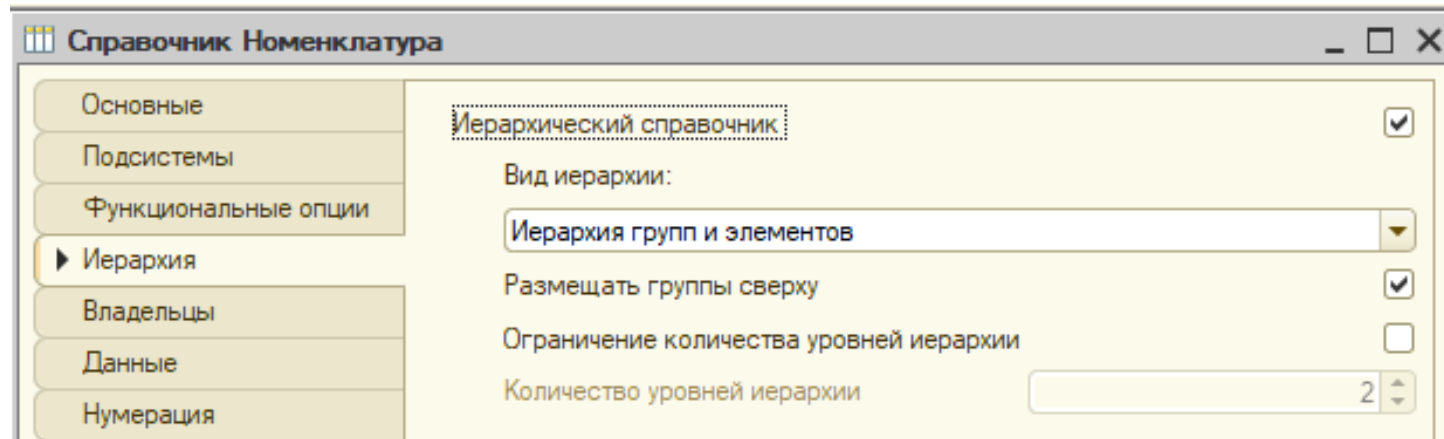 Справочник Номенклатура
Основные
Подсистемы
Функциональные опции
Иерархия
Владельцы
Данные
Нумерация
Иерархический справочник
Вид иерархии:
Иерархия групп и элементов
Размещать группы сверху
Ограничение количества уровней иерархии
Количество уровней иерархии 2